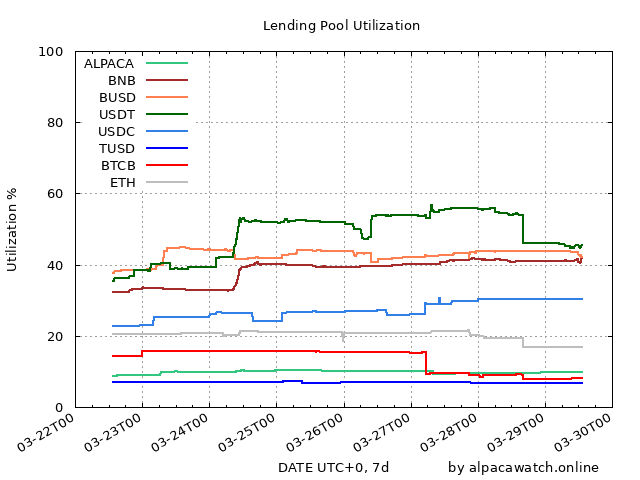 Lending Pool Utilization
100
80
60
40
20
0
Utilization %
ALPACA
BNB
BUSD
USDT
USDC
TUSD
BTCB
ETH
03-22T00
03-23T00
03-24T00
03-25T00
03-26T00
03-27T00
03-28T00
03-29T00
03-30T00
DATE UTC+0, 7d
by alpacawatch.online